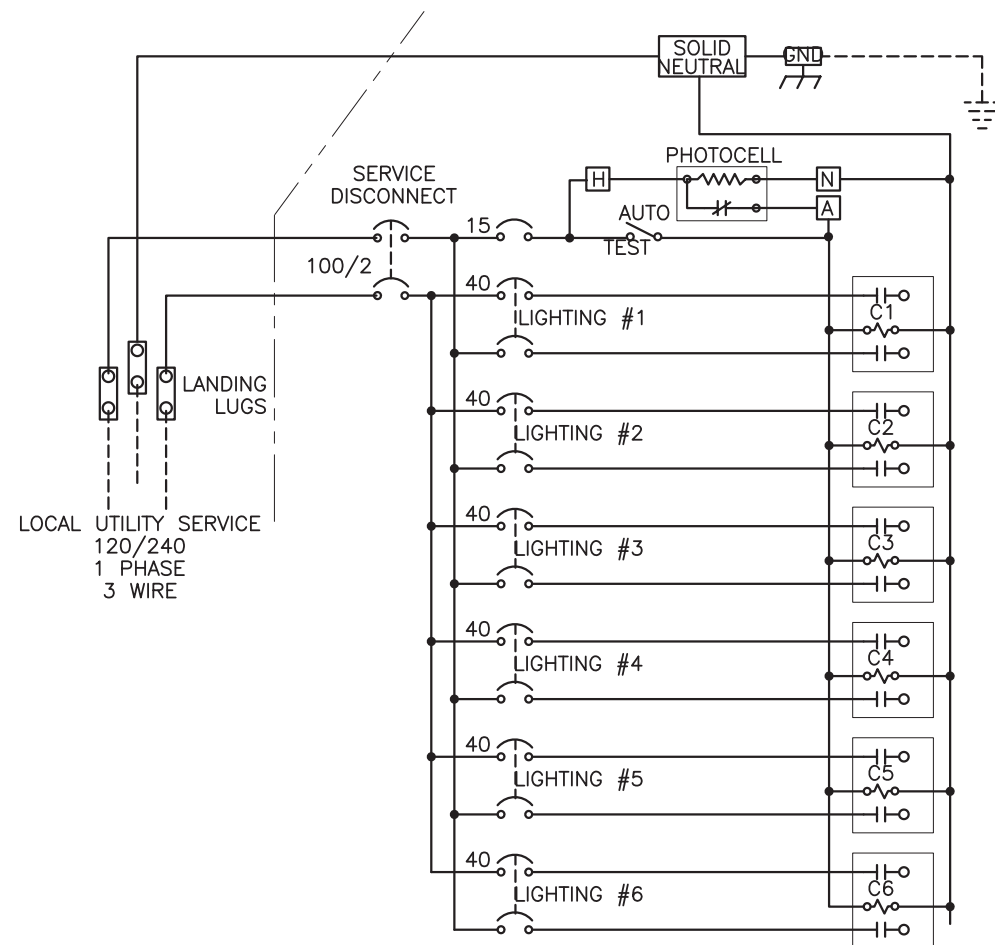 SOLID
NEUTRAL
GND
PHOTOCELL
SERVICE
DISCONNECT
H
N
A
AUTO
TEST
15
100/2
40
LIGHTING #1
C1
LANDING
LUGS
40
LIGHTING #2
C2
LOCAL UTILITY SERVICE
120/240
1 PHASE
3 WIRE
40
LIGHTING #3
C3
40
LIGHTING #4
C4
40
LIGHTING #5
C5
40
LIGHTING #6
C6